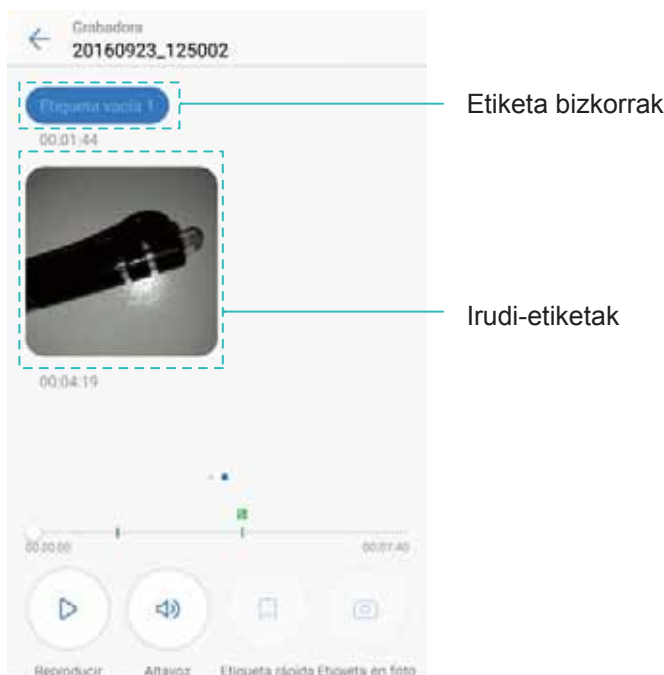 Grabadora
20160923_125002
Etiqueta vacía 1
Etiketa bizkorrak
00:01:44
Irudi-etiketak
00:04:19
00:00:00
00:07:40
Reproducir
Altavoz
Etiqueta rápida
Etiqueta en foto